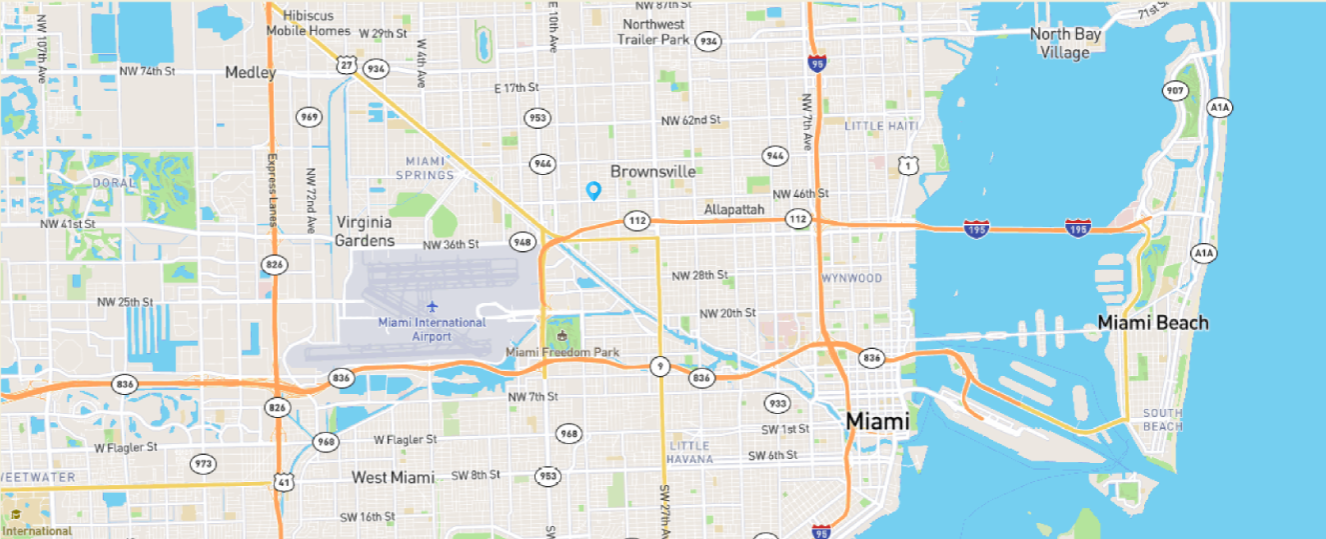 NW 87th St
71st S
Hibiscus
Mobile Homes
W 29th St
E 10th Ave
Northwest
Trailer Park
934
North Bay
Village
NW 107th Ave
NW 74th St
Medley
27
934
W 4th Ave
95
E 17th St
907
A1A
969
953
NW 62nd St
NW 7th Ave
LITTLE HAITI
MIAMI
SPRINGS
944
944
1
Brownsville
DORAL
Express Lanes
NW 72nd Ave
NW 46th St
NW 41st St
Virginia
Gardens
NW 36th St
948
112
Allapattah
112
195
195
A1A
826
NW 28th St
WYNWOOD
NW 25th St
Miami International
Airport
NW 20th St
Miami Beach
Miami Freedom Park
836
836
836
9
836
826
NW 7th St
933
Miami
SOUTH
BEACH
W Flagler St
968
W Flagler St
968
SW 1st St
973
LITTLE
HAVANA
SW 6th St
WEETWATER
41
West Miami
SW 8th St
953
SW 27th A
SW 16th St
SW
95
International